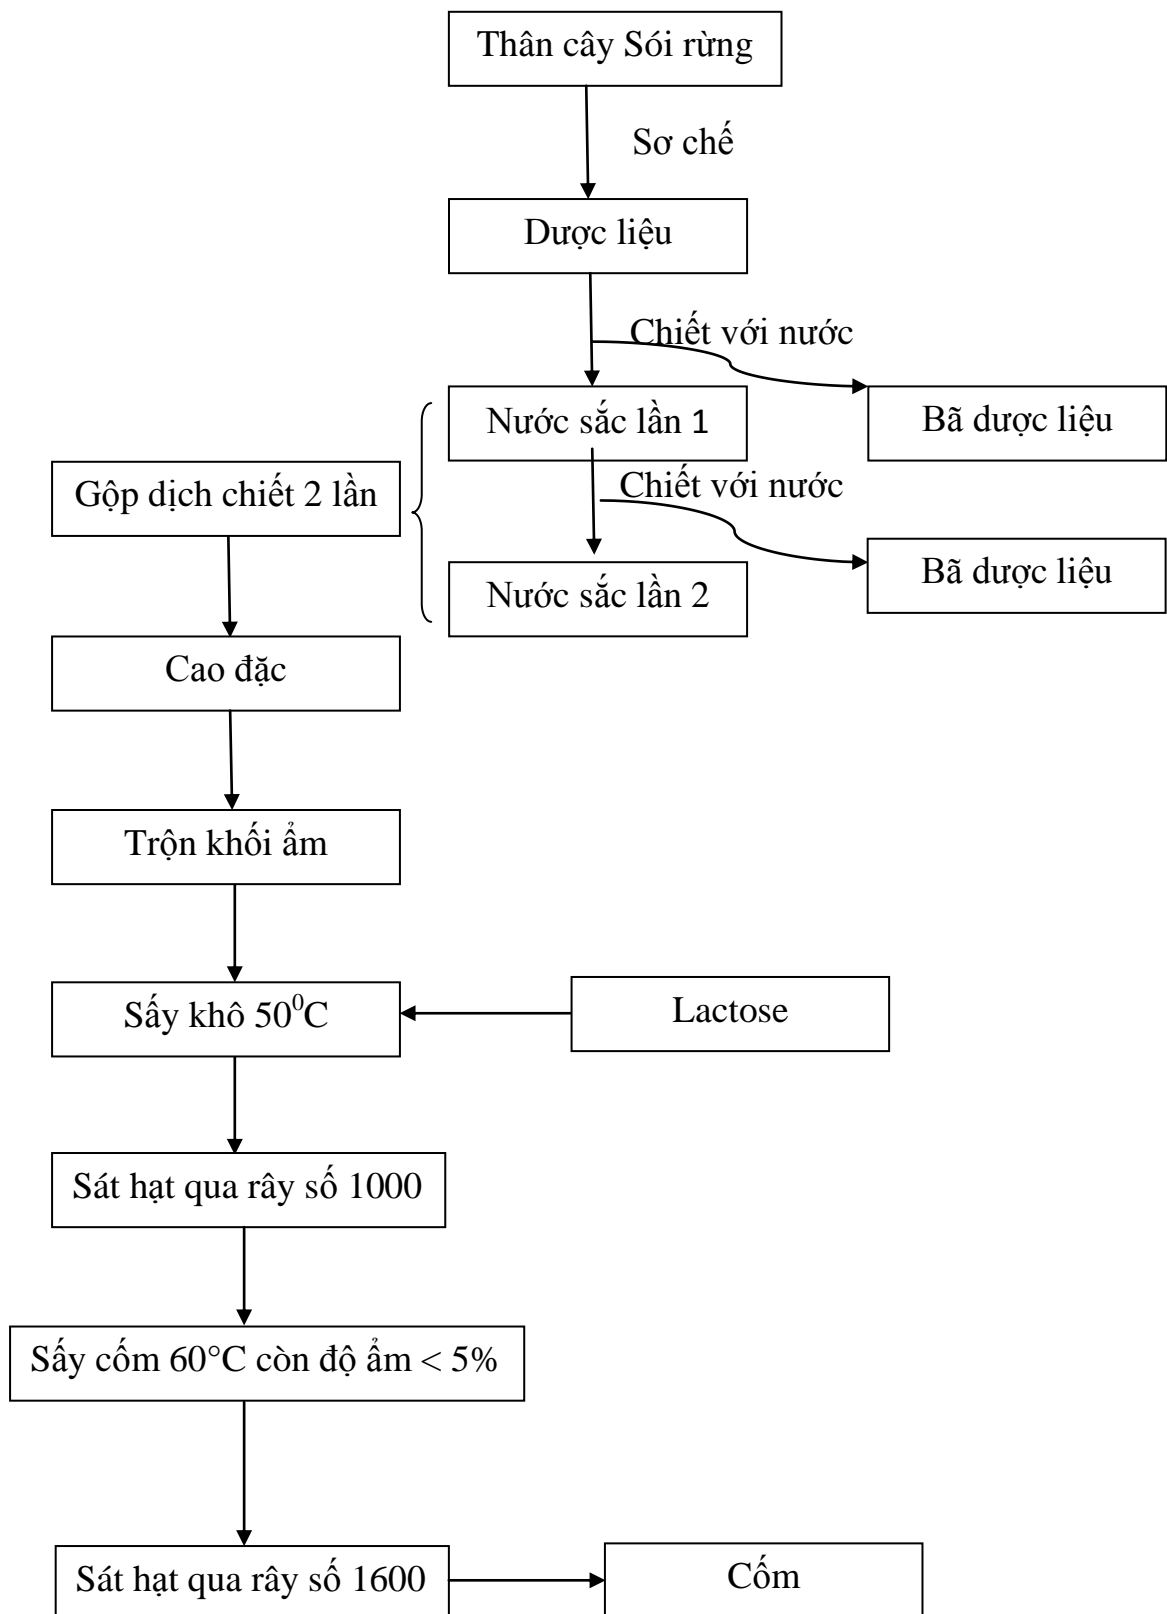 Thân cây Sói rừng
Sơ chế
Dược liệu
Chiết với nước
Nước sắc lần 1
Bã dược liệu
Gộp dịch chiết 2 lần
Chiết với nước
Bã dược liệu
Nước sắc lần 2
Cao đặc
Trộn khối ẩm
Sấy khô 50⁰C
Lactose
Sát hạt qua rây số 1000
Sấy cốm 60°C còn độ ẩm < 5%
Sát hạt qua rây số 1600
Cốm